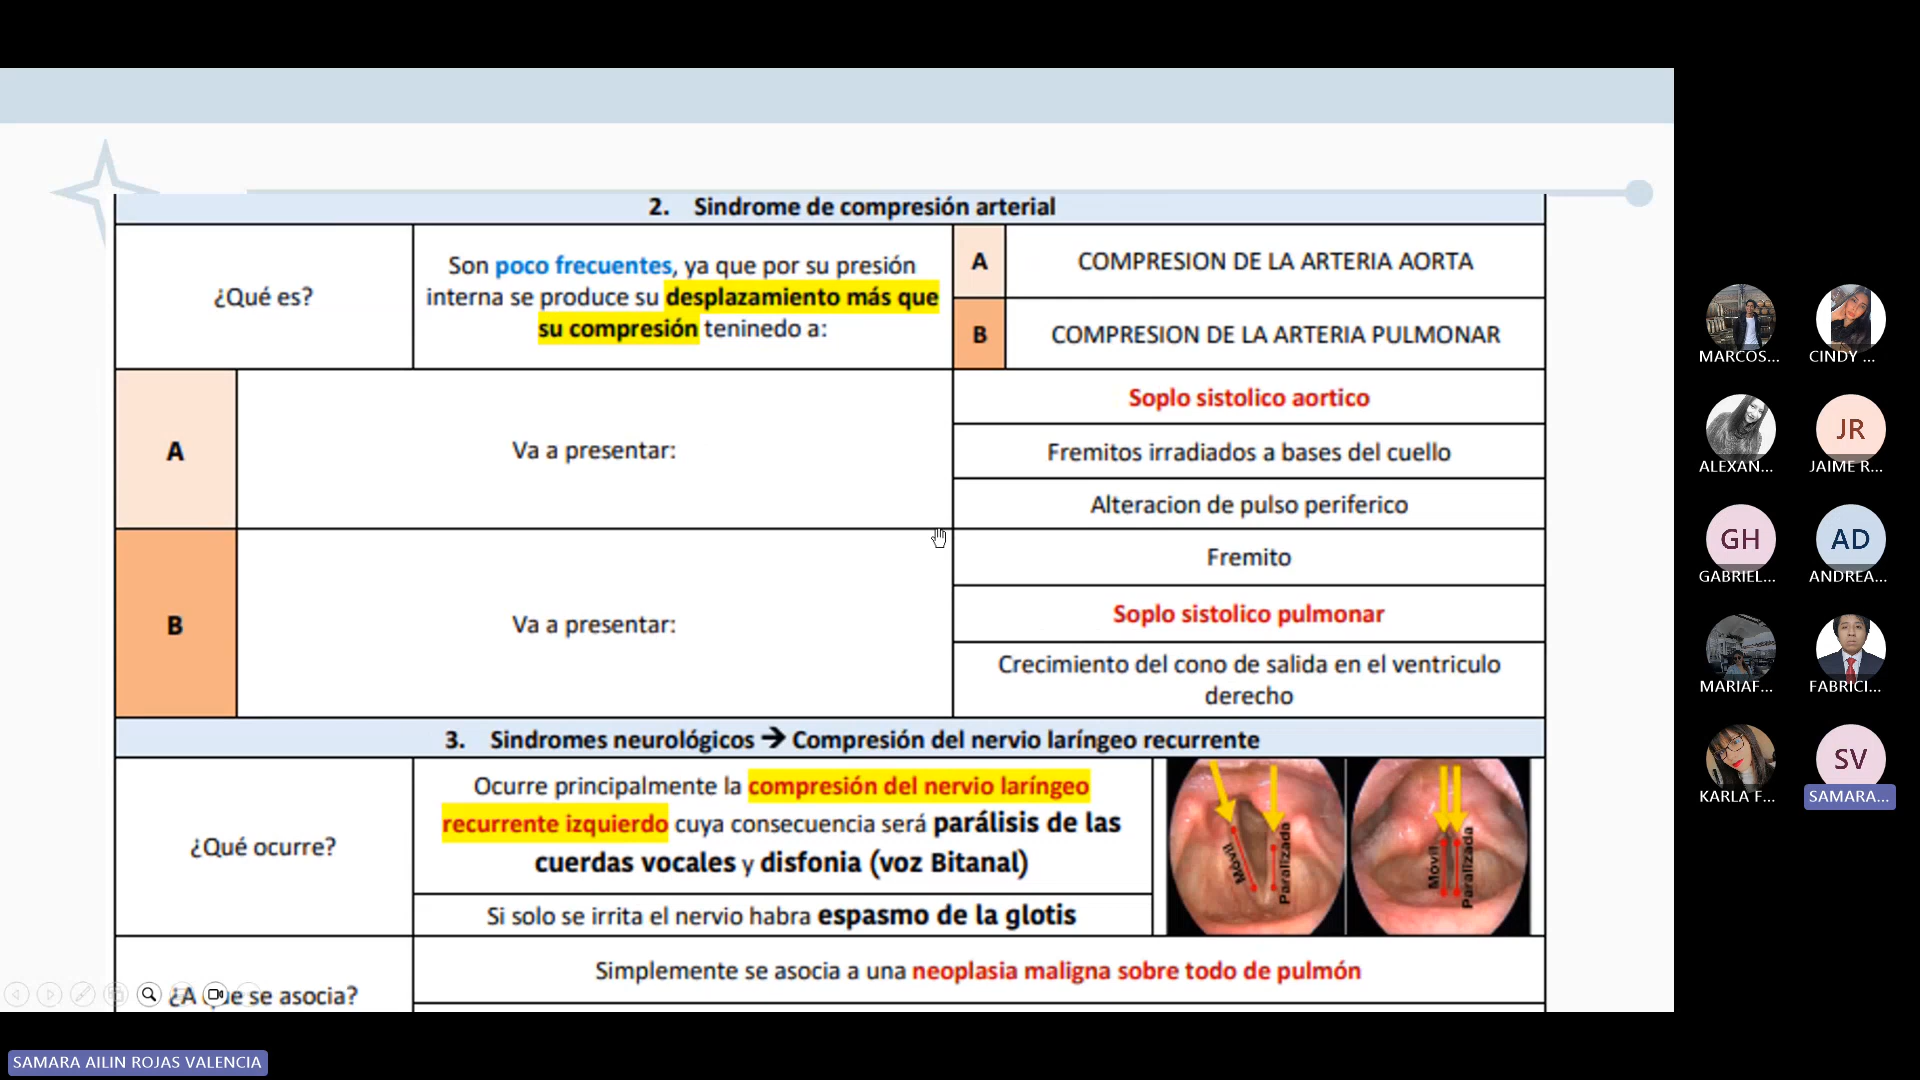 2. Sindrome de compresión arterial
¿Qué es?
Son poco frecuentes, ya que por su presión
interna se produce su desplazamiento más que
su compresión teninedo a:
A
COMPRESION DE LA ARTERIA AORTA
B
COMPRESION DE LA ARTERIA PULMONAR
A
Va a presentar:
Soplo sistolico aortico
Fremitos irradiados a bases del cuello
Alteracion de pulso periferico
B
Va a presentar:
Fremito
Soplo sistolico pulmonar
Crecimiento del cono de salida en el ventriculo
derecho
3. Sindromes neurológicos → Compresión del nervio laríngeo recurrente
¿Qué ocurre?
Ocurre principalmente la compresión del nervio laríngeo
recurrente izquierdo cuya consecuencia será parálisis de las
cuerdas vocales y disfonia (voz Bitanal)
Si solo se irrita el nervio habra espasmo de la glotis
Móvil
Paralizada
Móvil
Paralizada
¿A que se asocia?
Simplemente se asocia a una neoplasia maligna sobre todo de pulmón
MARCOS...
CINDY ...
ALEXAN...
JR
JAIME R...
GH
GABRIEL...
AD
ANDREA...
MARIAF...
FABRICI...
KARLA F...
SV
SAMARA...
SAMARA AILIN ROJAS VALENCIA